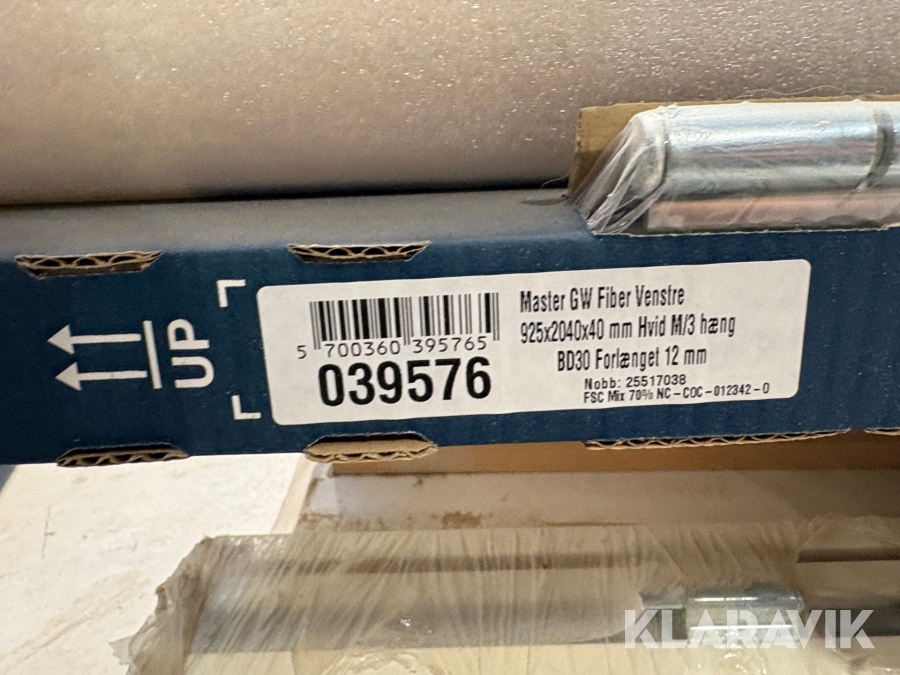 UP
5 700360 395765
039576
Master GW Fiber Venstre
925x2040x40 mm Hvid M/3 hæng
BD30 Forlænget 12 mm
Nobb: 25517038
FSC Mix 70% NC-COC-012342-0
KLARAVIK